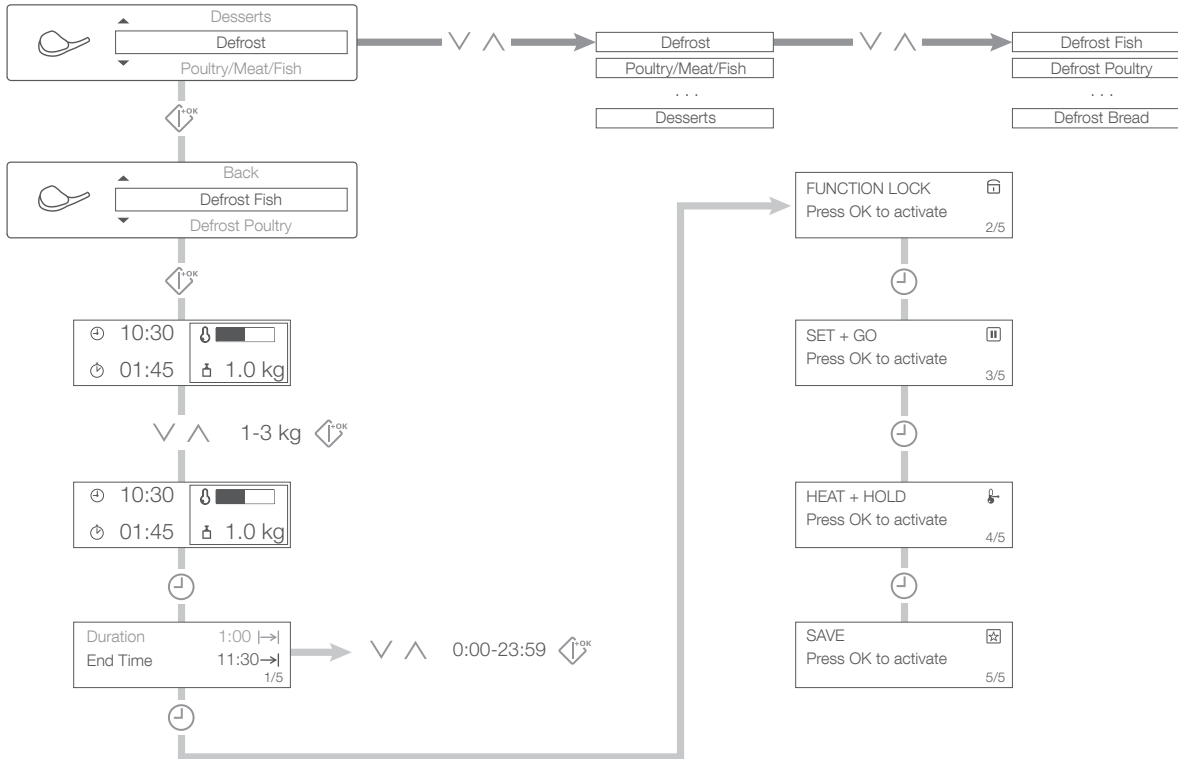 Desserts
Defrost
Poultry/Meat/Fish
Defrost
Poultry/Meat/Fish
. . .
Desserts
Defrost Fish
Defrost Poultry
. . .
Defrost Bread
+OK
Back
Defrost Fish
Defrost Poultry
+OK
10:30
01:45 1.0 kg
1-3 kg +OK
10:30
01:45 1.0 kg
Duration 1:00
End Time 11:30
1/5
0:00-23:59 +OK
FUNCTION LOCK
Press OK to activate
2/5
SET + GO
Press OK to activate
3/5
HEAT + HOLD
Press OK to activate
4/5
SAVE
Press OK to activate
5/5